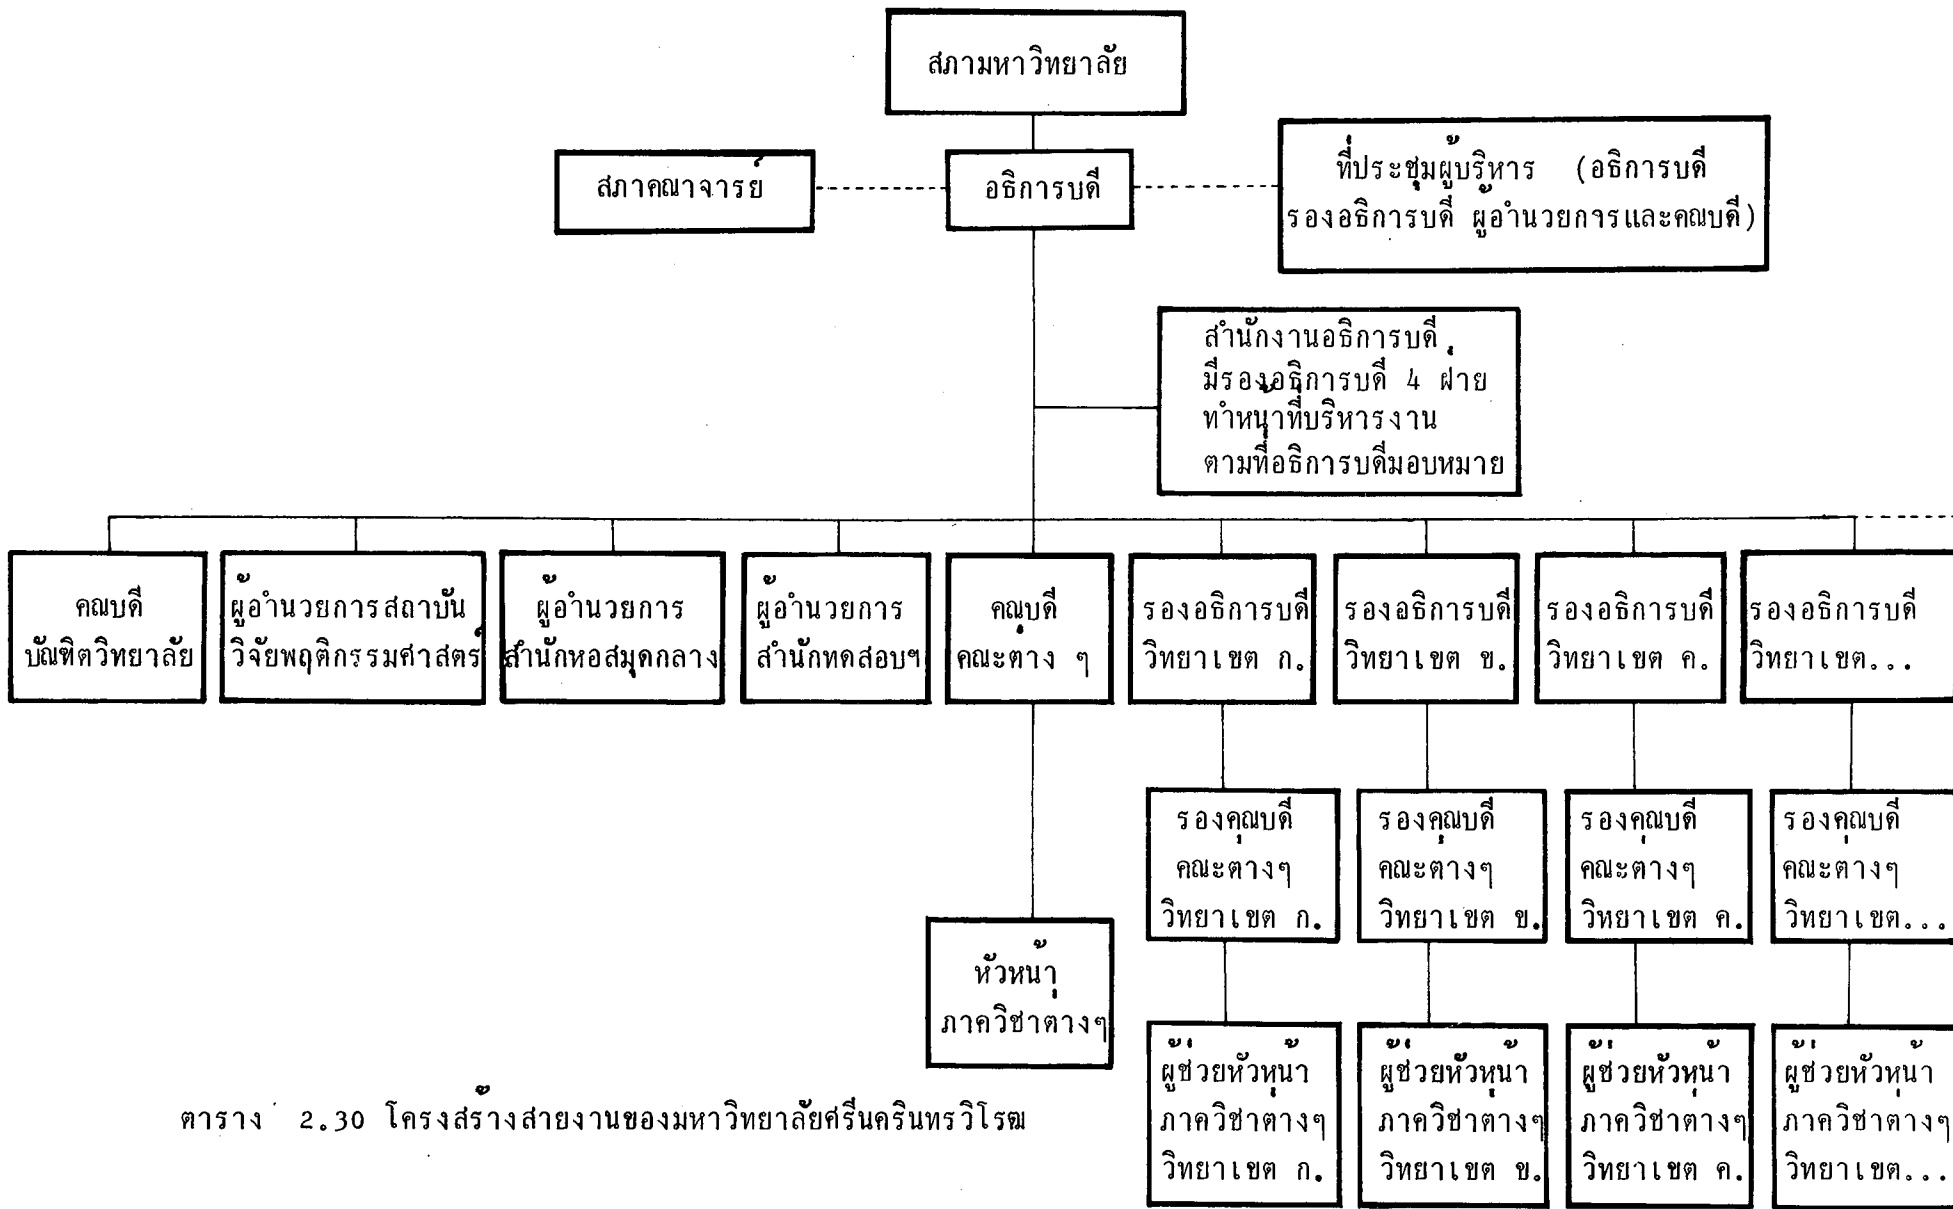 สภามหาวิทยาลัย
สภาคณาจารย์
อธิการบดี
ที่ประชุมผู้บริหาร (อธิการบดี
รองอธิการบดี ผู้อำนวยการและคณบดี)
สำนักงานอธิการบดี
มีรองอธิการบดี 4 ฝ่าย
ทำหน้าที่บริหารงาน
ตามที่อธิการบดีมอบหมาย
คณบดี
บัณฑิตวิทยาลัย
ผู้อำนวยการสถาบัน
วิจัยพฤติกรรมศาสตร์
ผู้อำนวยการ
สำนักหอสมุดกลาง
ผู้อำนวยการ
สำนักทดสอบฯ
คณบดี
คณะต่าง ๆ
รองอธิการบดี
วิทยาเขต ก.
รองอธิการบดี
วิทยาเขต ข.
รองอธิการบดี
วิทยาเขต ค.
รองอธิการบดี
วิทยาเขต...
รองคณบดี
คณะต่างๆ
วิทยาเขต ก.
รองคณบดี
คณะต่างๆ
วิทยาเขต ข.
รองคณบดี
คณะต่างๆ
วิทยาเขต ค.
รองคณบดี
คณะต่างๆ
วิทยาเขต...
หัวหน้า
ภาควิชาต่างๆ
ผู้ช่วยหัวหน้า
ภาควิชาต่างๆ
วิทยาเขต ก.
ผู้ช่วยหัวหน้า
ภาควิชาต่างๆ
วิทยาเขต ข.
ผู้ช่วยหัวหน้า
ภาควิชาต่างๆ
วิทยาเขต ค.
ผู้ช่วยหัวหน้า
ภาควิชาต่างๆ
วิทยาเขต...
ตาราง 2.30 โครงสร้างสายงานของมหาวิทยาลัยศรีนครินทรวิโรฒ